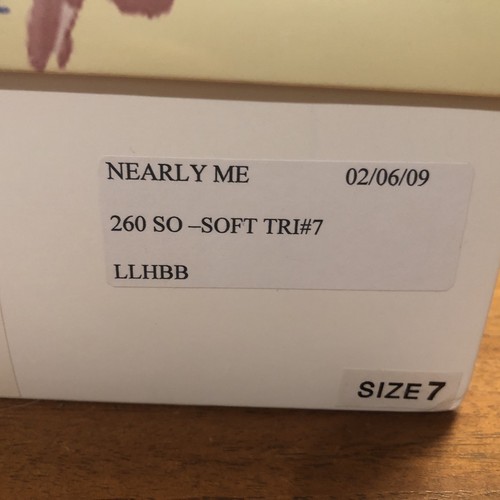 NEARLY ME 02/06/09
260 SO –SOFT TRI#7
LLHBB
SIZE 7